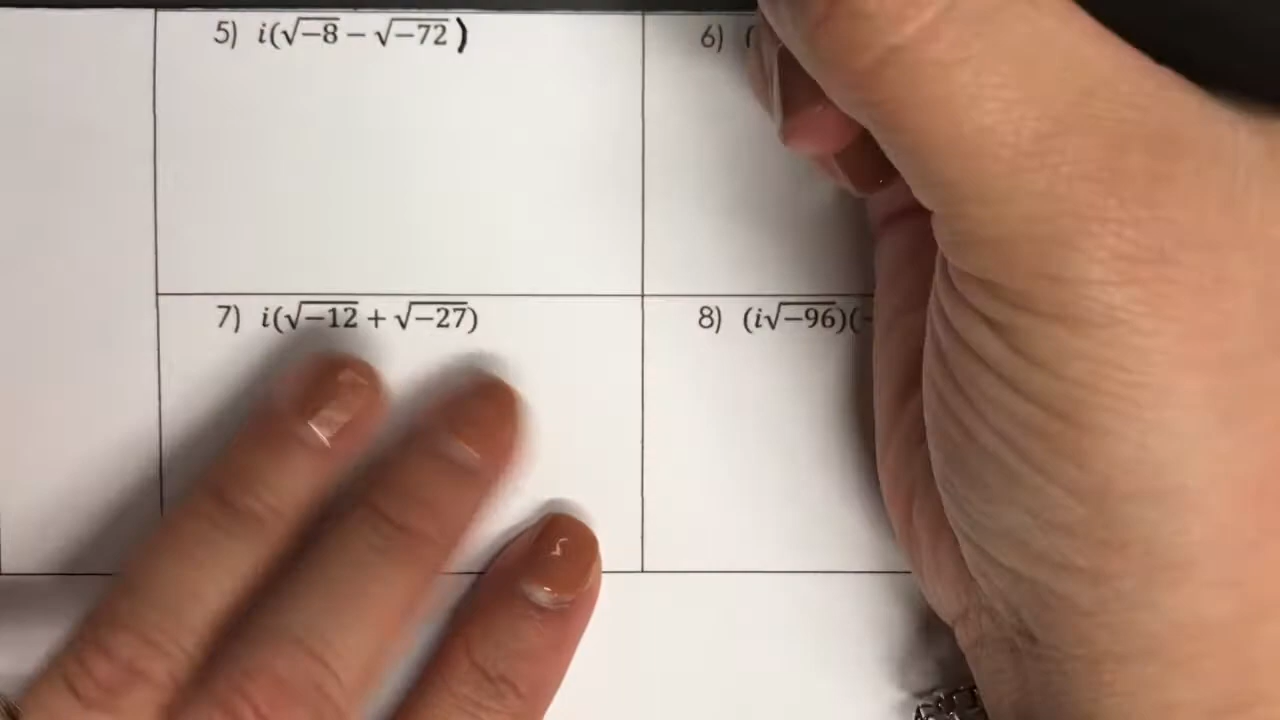 5) i(√−8 − √−72)
6) (
7) i(√−12 + √−27)
8) (i√−96)(−